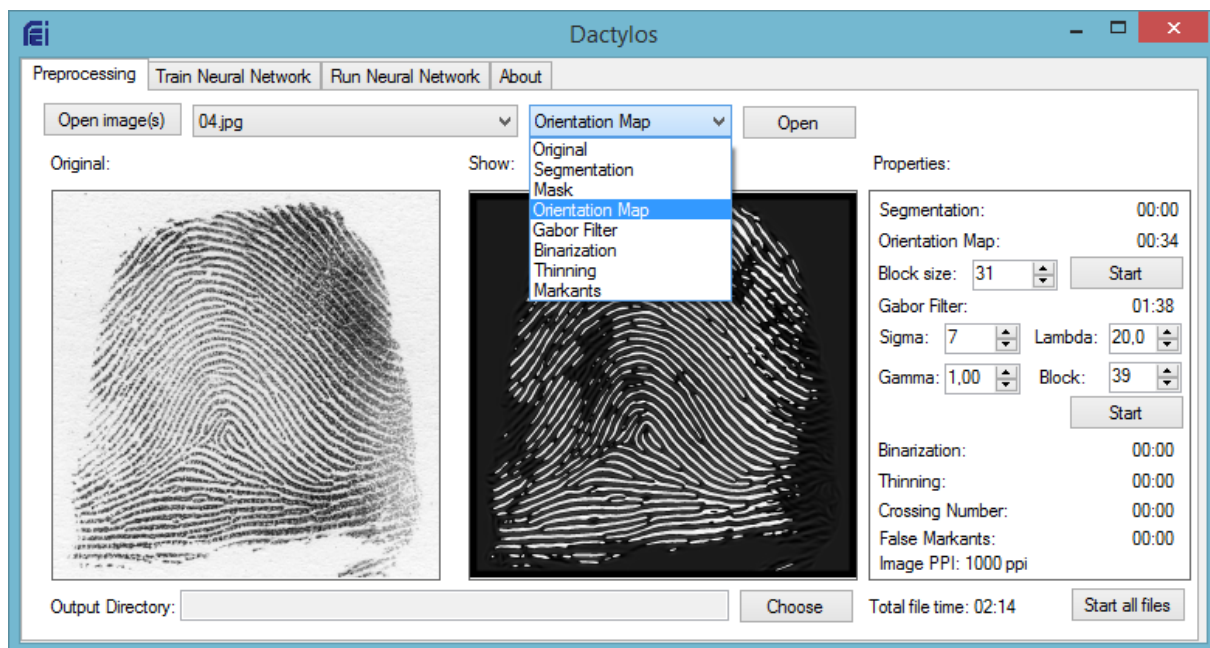 FEI Dactylos
Preprocessing Train Neural Network Run Neural Network About
Open image(s) 04.jpg Orientation Map Open
Original: Show: Properties:
Original
Segmentation
Mask
Orientation Map
Gabor Filter
Binarization
Thinning
Markants
Segmentation: 00:00
Orientation Map: 00:34
Block size: 31 Start
Gabor Filter: 01:38
Sigma: 7 Lambda: 20,0
Gamma: 1,00 Block: 39
Start
Binarization: 00:00
Thinning: 00:00
Crossing Number: 00:00
False Markants: 00:00
Image PPI: 1000 ppi
Output Directory: Choose Total file time: 02:14 Start all files